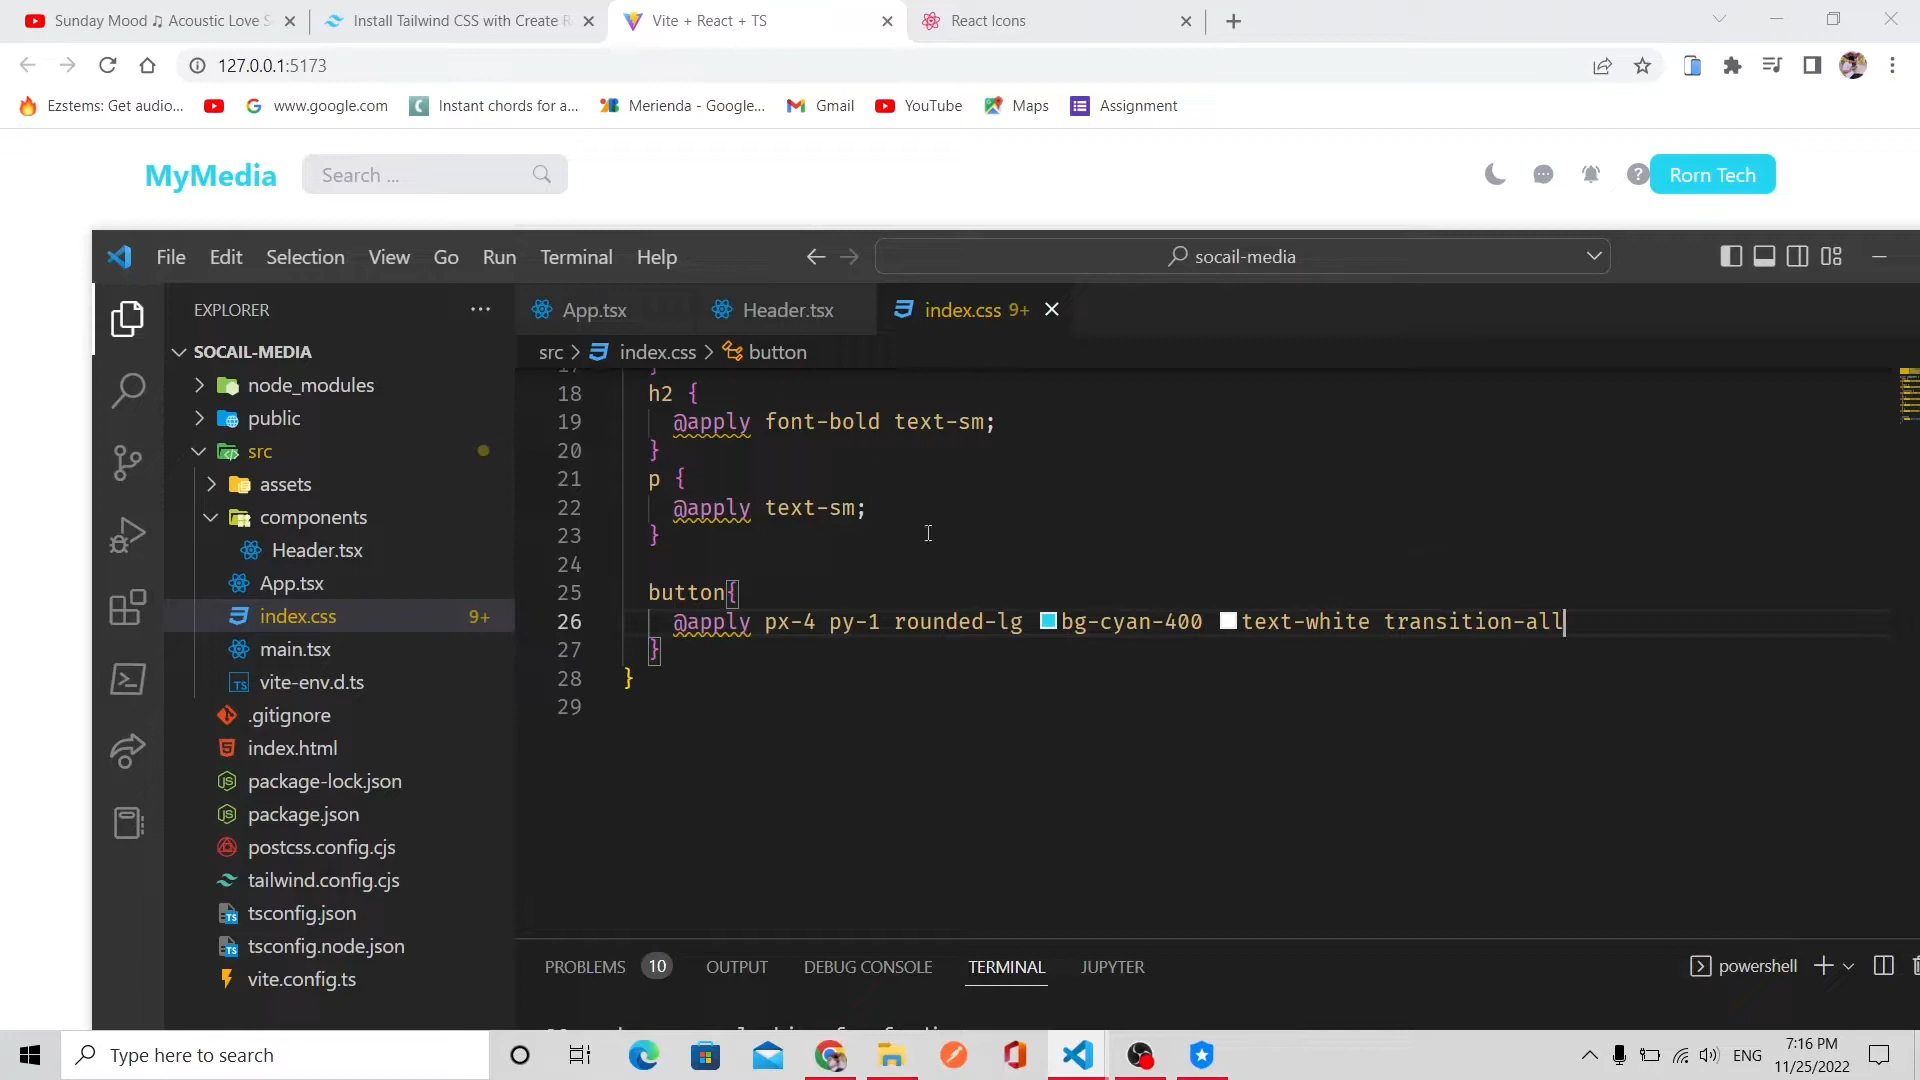 Sunday Mood ♫ Acoustic Love S
Install Tailwind CSS with Create R
Vite + React + TS
React Icons
127.0.0.1:5173
Ezstems: Get audio...
www.google.com
Instant chords for a...
Merienda - Google...
Gmail
YouTube
Maps
Assignment
MyMedia
Search ...
Rorn Tech
File Edit Selection View Go Run Terminal Help
socail-media
EXPLORER
App.tsx
Header.tsx
index.css 9+
SOCAIL-MEDIA
src > index.css > button
node_modules
public
src
assets
components
Header.tsx
App.tsx
index.css 9+
main.tsx
vite-env.d.ts
.gitignore
index.html
package-lock.json
package.json
postcss.config.cjs
tailwind.config.cjs
tsconfig.json
tsconfig.node.json
vite.config.ts
17 }
18 h2 {
19 @apply font-bold text-sm;
20 }
21 p {
22 @apply text-sm;
23 }
24
25 button{
26 @apply px-4 py-1 rounded-lg bg-cyan-400 text-white transition-all
27 }
28 }
29
PROBLEMS 10 OUTPUT DEBUG CONSOLE TERMINAL JUPYTER
powershell
Type here to search
ENG
7:16 PM
11/25/2022